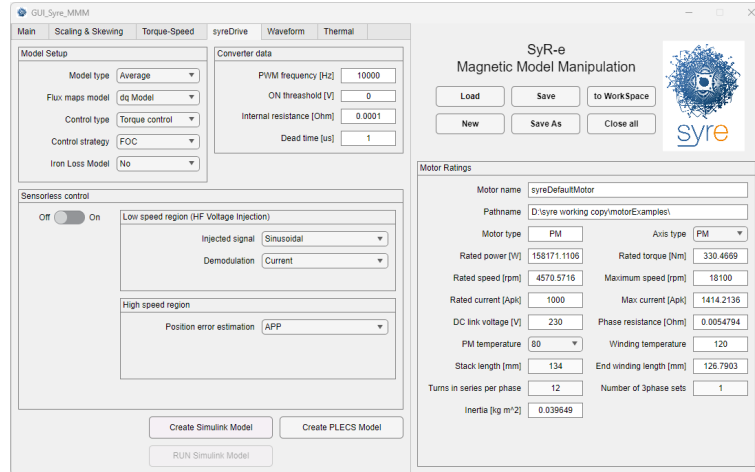 GUI_Syre_MMM
Main Scaling & Skewing Torque-Speed syreDrive Waveform Thermal
Model Setup
Model type Average
Flux maps model dq Model
Control type Torque control
Control strategy FOC
Iron Loss Model No
Converter data
PWM frequency [Hz] 10000
ON threashold [V] 0
Internal resistance [Ohm] 0.0001
Dead time [us] 1
Sensorless control
Off On
Low speed region (HF Voltage Injection)
Injected signal Sinusoidal
Demodulation Current
High speed region
Position error estimation APP
Create Simulink Model Create PLECS Model
RUN Simulink Model
SyR-e
Magnetic Model Manipulation
Load Save to WorkSpace
New Save As Close all
syre
Motor Ratings
Motor name syreDefaultMotor
Pathname D:\syre working copy\motorExamples\
Motor type PM Axis type PM
Rated power [W] 158171.1106 Rated torque [Nm] 330.4669
Rated speed [rpm] 4570.5716 Maximum speed [rpm] 18100
Rated current [Apk] 1000 Max current [Apk] 1414.2136
DC link voltage [V] 230 Phase resistance [Ohm] 0.0054794
PM temperature 80 Winding temperature 120
Stack length [mm] 134 End winding length [mm] 126.7903
Turns in series per phase 12 Number of 3phase sets 1
Inertia [kg m^2] 0.039649